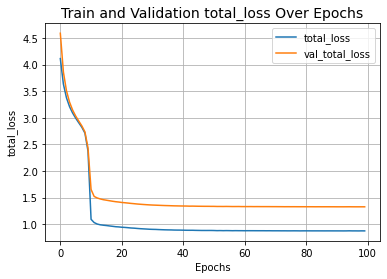 Train and Validation total_loss Over Epochs
total_loss
val_total_loss
4.5
4.0
3.5
3.0
2.5
2.0
1.5
1.0
total_loss
0 20 40 60 80 100
Epochs